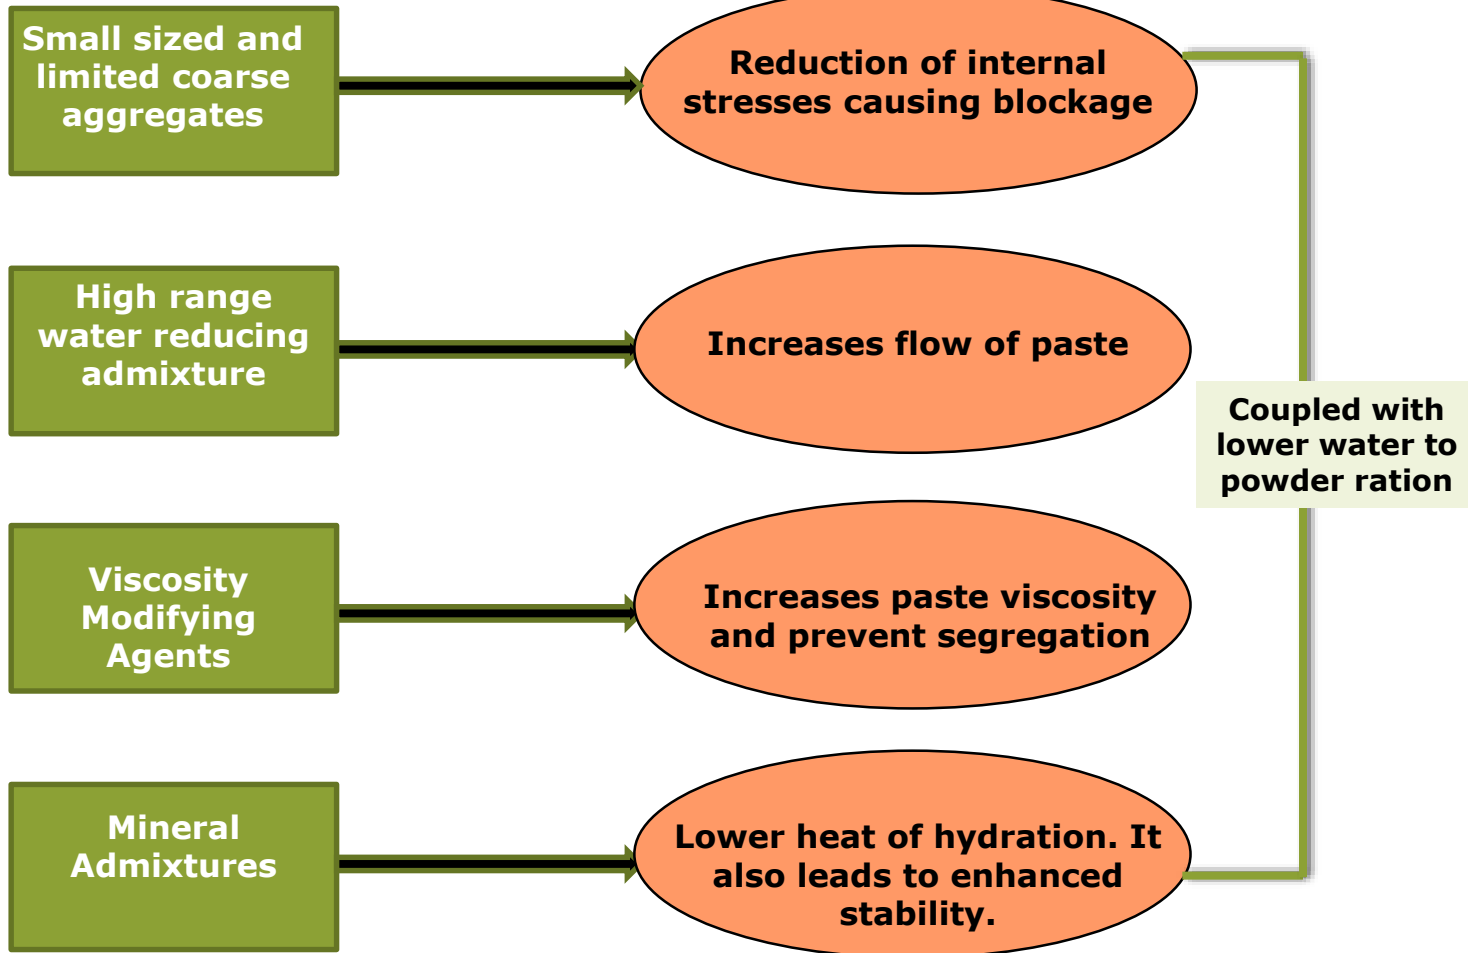 Small sized and
limited coarse
aggregates
Reduction of internal
stresses causing blockage
High range
water reducing
admixture
Increases flow of paste
Coupled with
lower water to
powder ration
Viscosity
Modifying
Agents
Increases paste viscosity
and prevent segregation
Mineral
Admixtures
Lower heat of hydration. It
also leads to enhanced
stability.